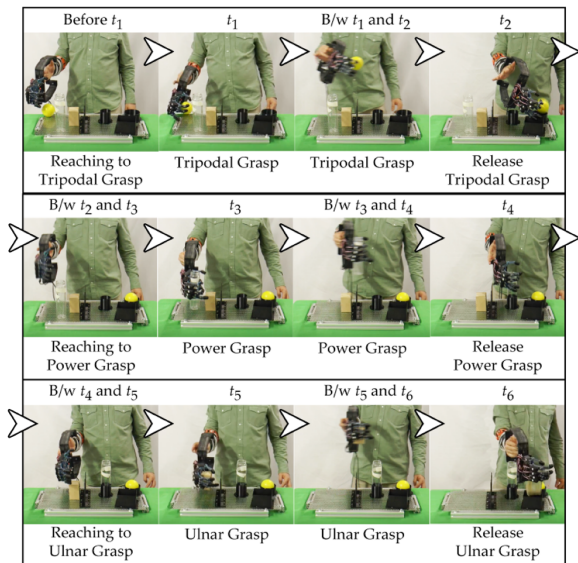 Before t₁
t₁
B/w t₁ and t₂
t₂
Reaching to
Tripodal Grasp
Tripodal Grasp
Tripodal Grasp
Release
Tripodal Grasp
B/w t₂ and t₃
t₃
B/w t₃ and t₄
t₄
Reaching to
Power Grasp
Power Grasp
Power Grasp
Release
Power Grasp
B/w t₄ and t₅
t₅
B/w t₅ and t₆
t₆
Reaching to
Ulnar Grasp
Ulnar Grasp
Ulnar Grasp
Release
Ulnar Grasp